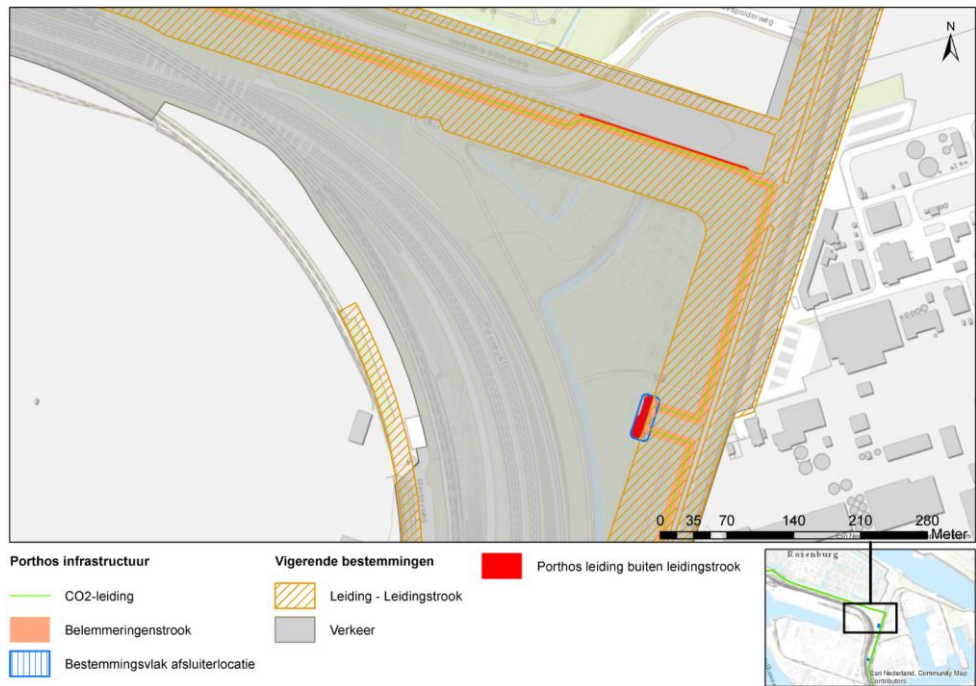 N
0 35 70 140 210 280
Meter
Porthos infrastructuur
CO2-leiding
Belemmeringenstrook
Bestemmingsvlak afsluiterlocatie
Vigerende bestemmingen
Leiding - Leidingstrook
Verkeer
Porthos leiding buiten leidingstrook
Rozenburg
Esri Nederland, Community Map
Contributors